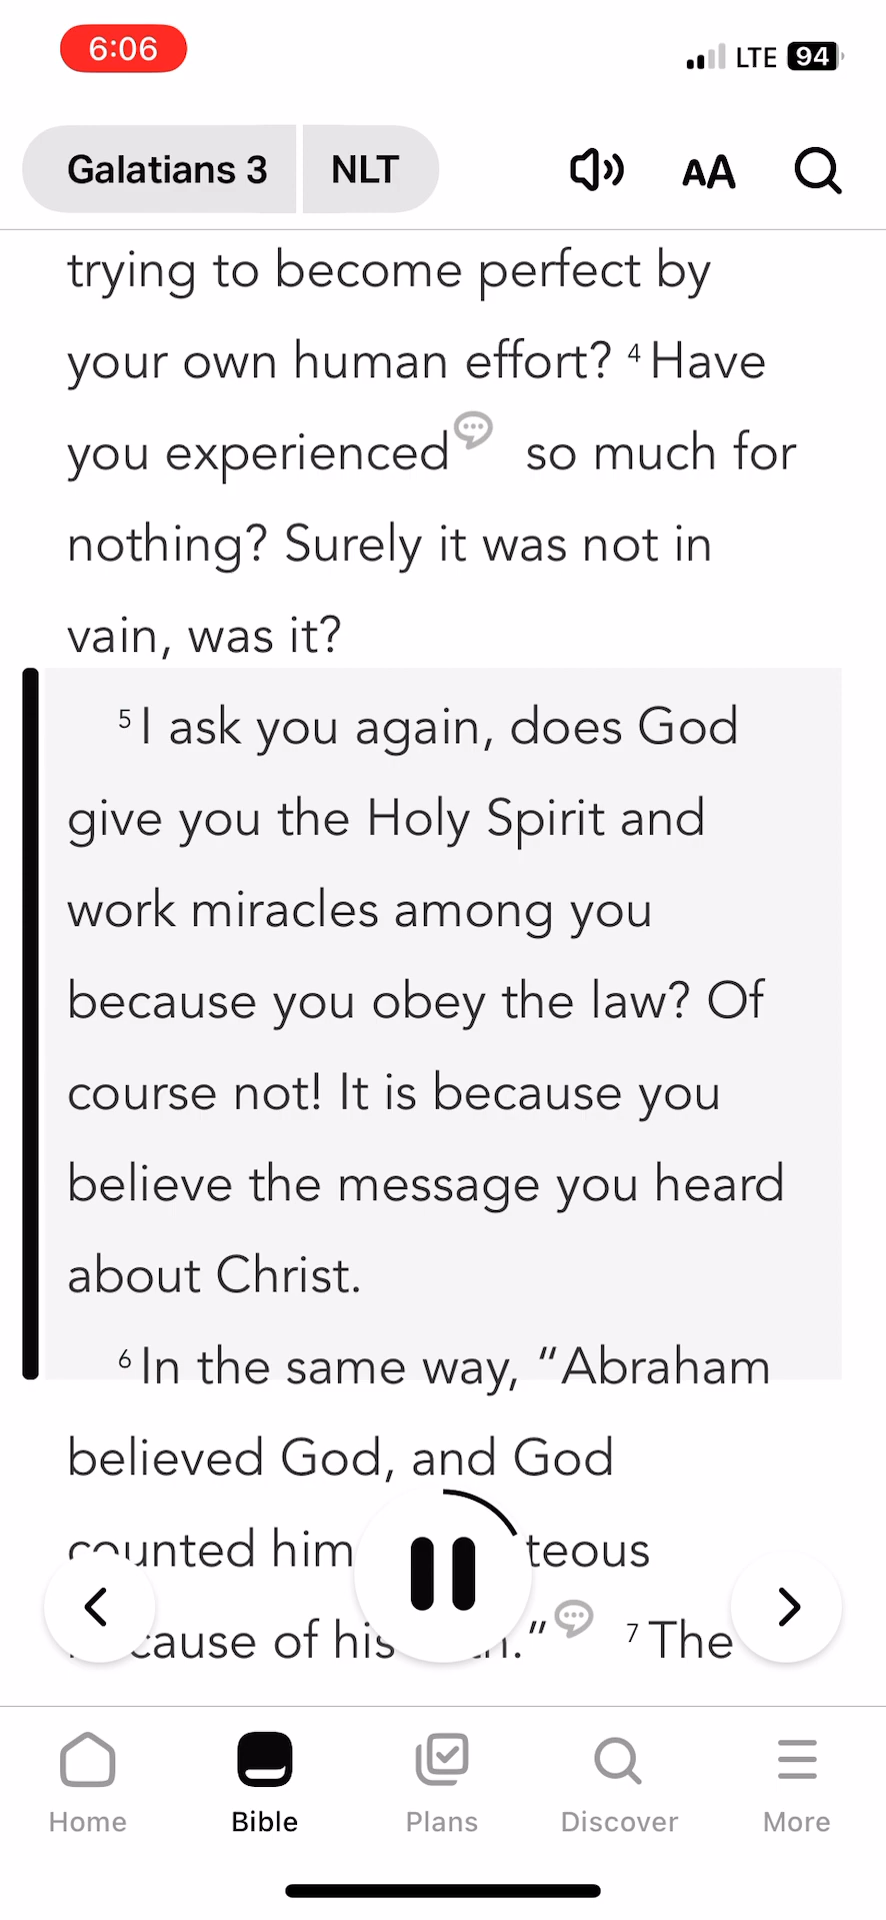 6:06
LTE 94
Galatians 3 NLT AA
trying to become perfect by
your own human effort? 4 Have
you experienced so much for
nothing? Surely it was not in
vain, was it?
5 I ask you again, does God
give you the Holy Spirit and
work miracles among you
because you obey the law? Of
course not! It is because you
believe the message you heard
about Christ.
6 In the same way, “Abraham
believed God, and God
counted him teous
cause of his .” 7 The
Home Bible Plans Discover More